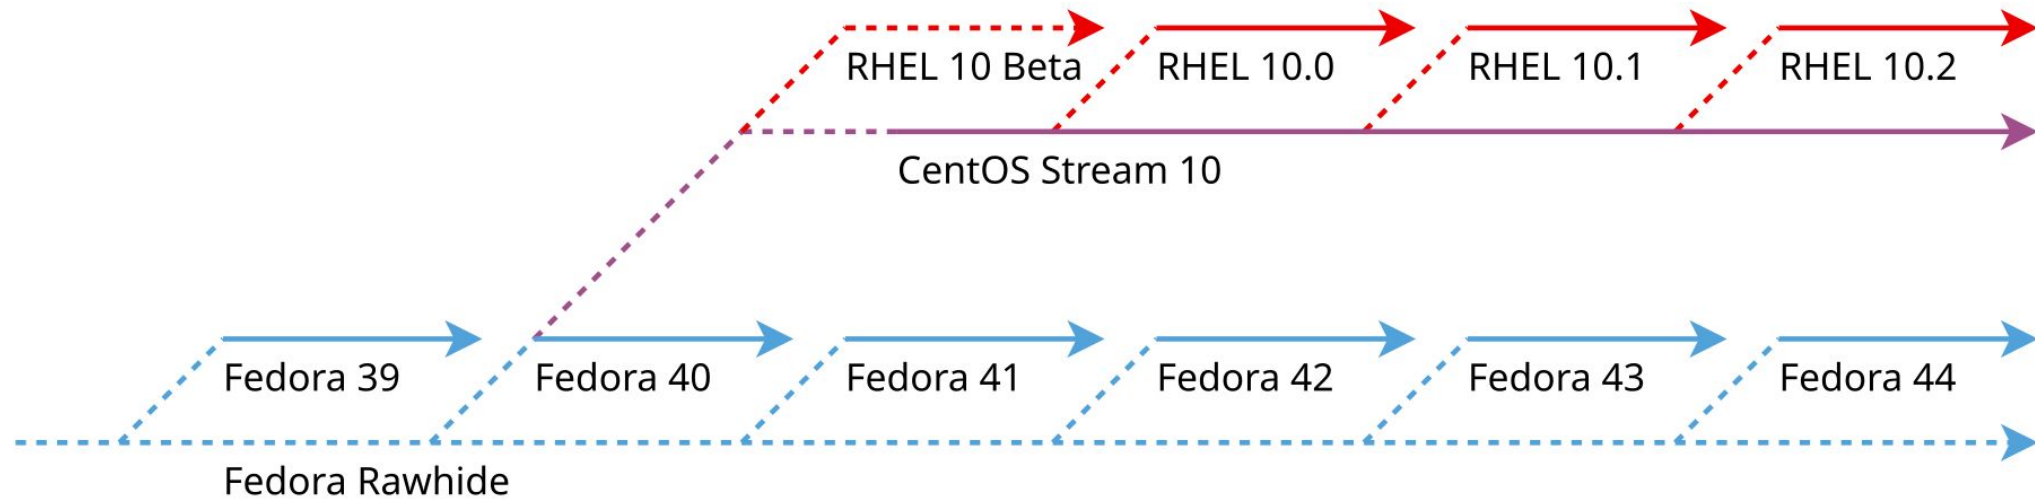 RHEL 10 Beta
RHEL 10.0
RHEL 10.1
RHEL 10.2
CentOS Stream 10
Fedora 39
Fedora 40
Fedora 41
Fedora 42
Fedora 43
Fedora 44
Fedora Rawhide